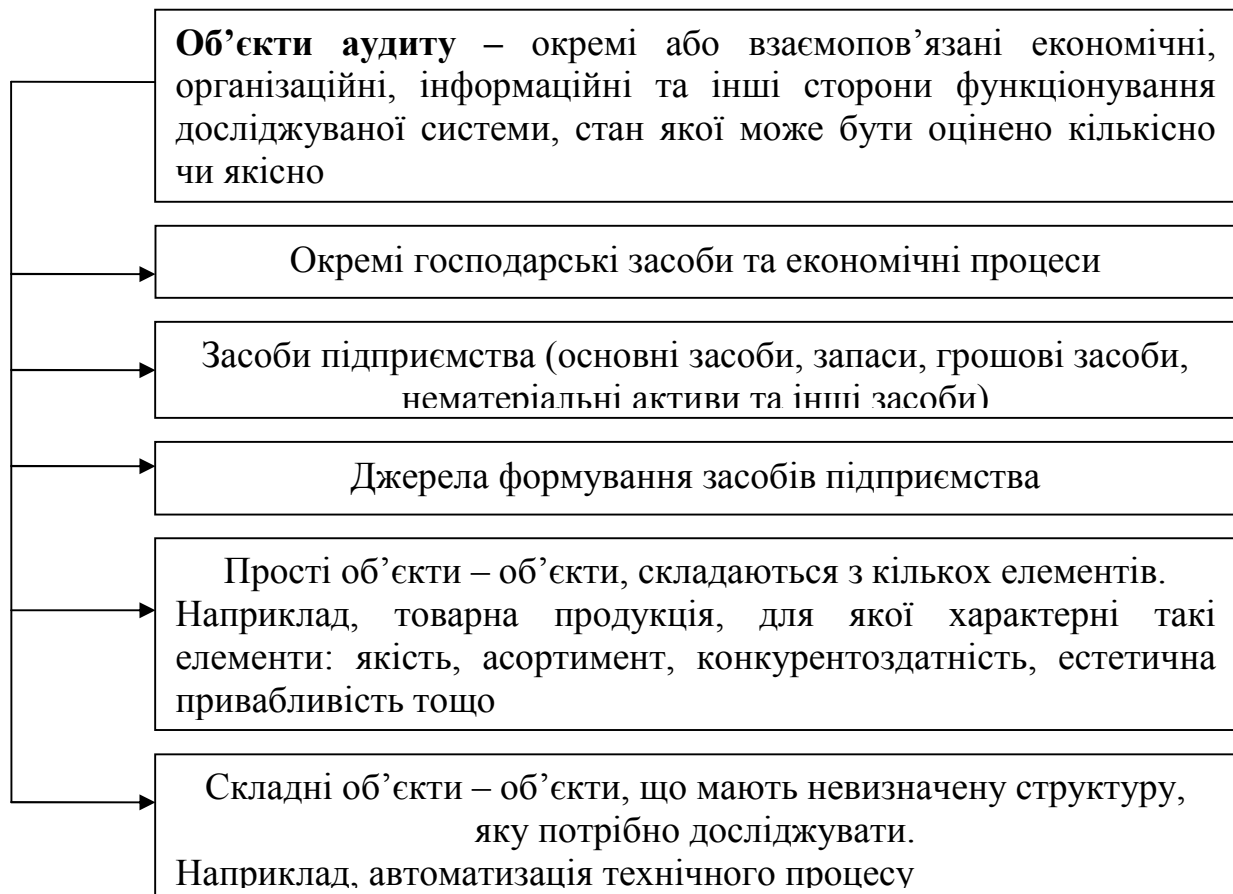 Об’єкти аудиту – окремі або взаємопов’язані економічні,
організаційні, інформаційні та інші сторони функціонування
досліджуваної системи, стан якої може бути оцінено кількісно
чи якісно
Окремі господарські засоби та економічні процеси
Засоби підприємства (основні засоби, запаси, грошові засоби,
нематеріальні активи та інші засоби)
Джерела формування засобів підприємства
Прості об’єкти – об’єкти, складаються з кількох елементів.
Наприклад, товарна продукція, для якої характерні такі
елементи: якість, асортимент, конкурентоздатність, естетична
привабливість тощо
Складні об’єкти – об’єкти, що мають невизначену структуру,
яку потрібно досліджувати.
Наприклад, автоматизація технічного процесу